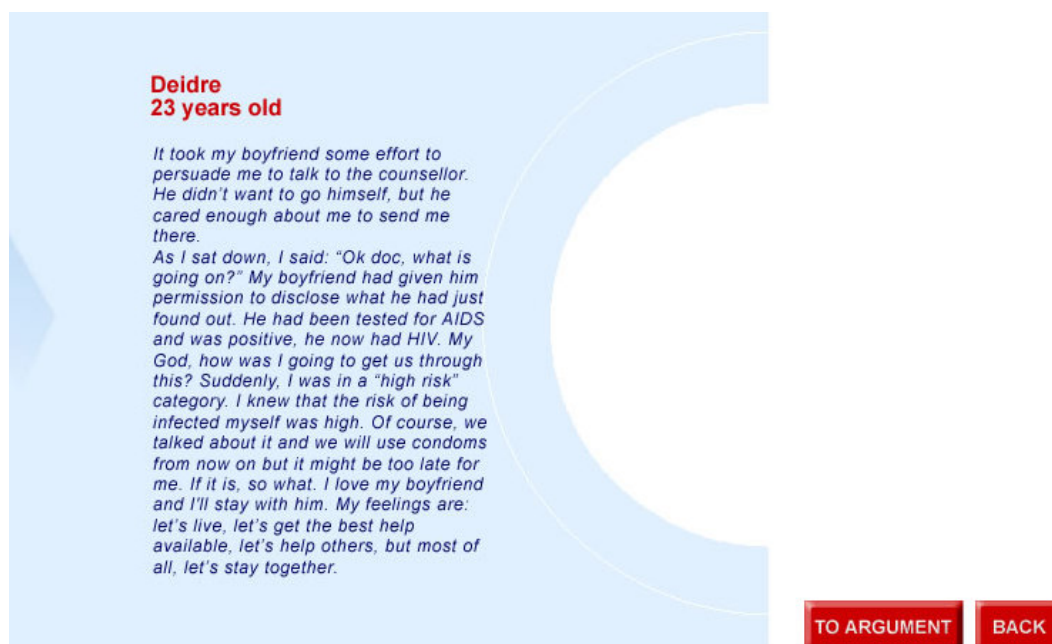 Deidre
23 years old
It took my boyfriend some effort to
persuade me to talk to the counsellor.
He didn't want to go himself, but he
cared enough about me to send me
there.
As I sat down, I said: “Ok doc, what is
going on?” My boyfriend had given him
permission to disclose what he had just
found out. He had been tested for AIDS
and was positive, he now had HIV. My
God, how was I going to get us through
this? Suddenly, I was in a “high risk”
category. I knew that the risk of being
infected myself was high. Of course, we
talked about it and we will use condoms
from now on but it might be too late for
me. If it is, so what. I love my boyfriend
and I'll stay with him. My feelings are:
let's live, let's get the best help
available, let's help others, but most of
all, let's stay together.
TO ARGUMENT
BACK